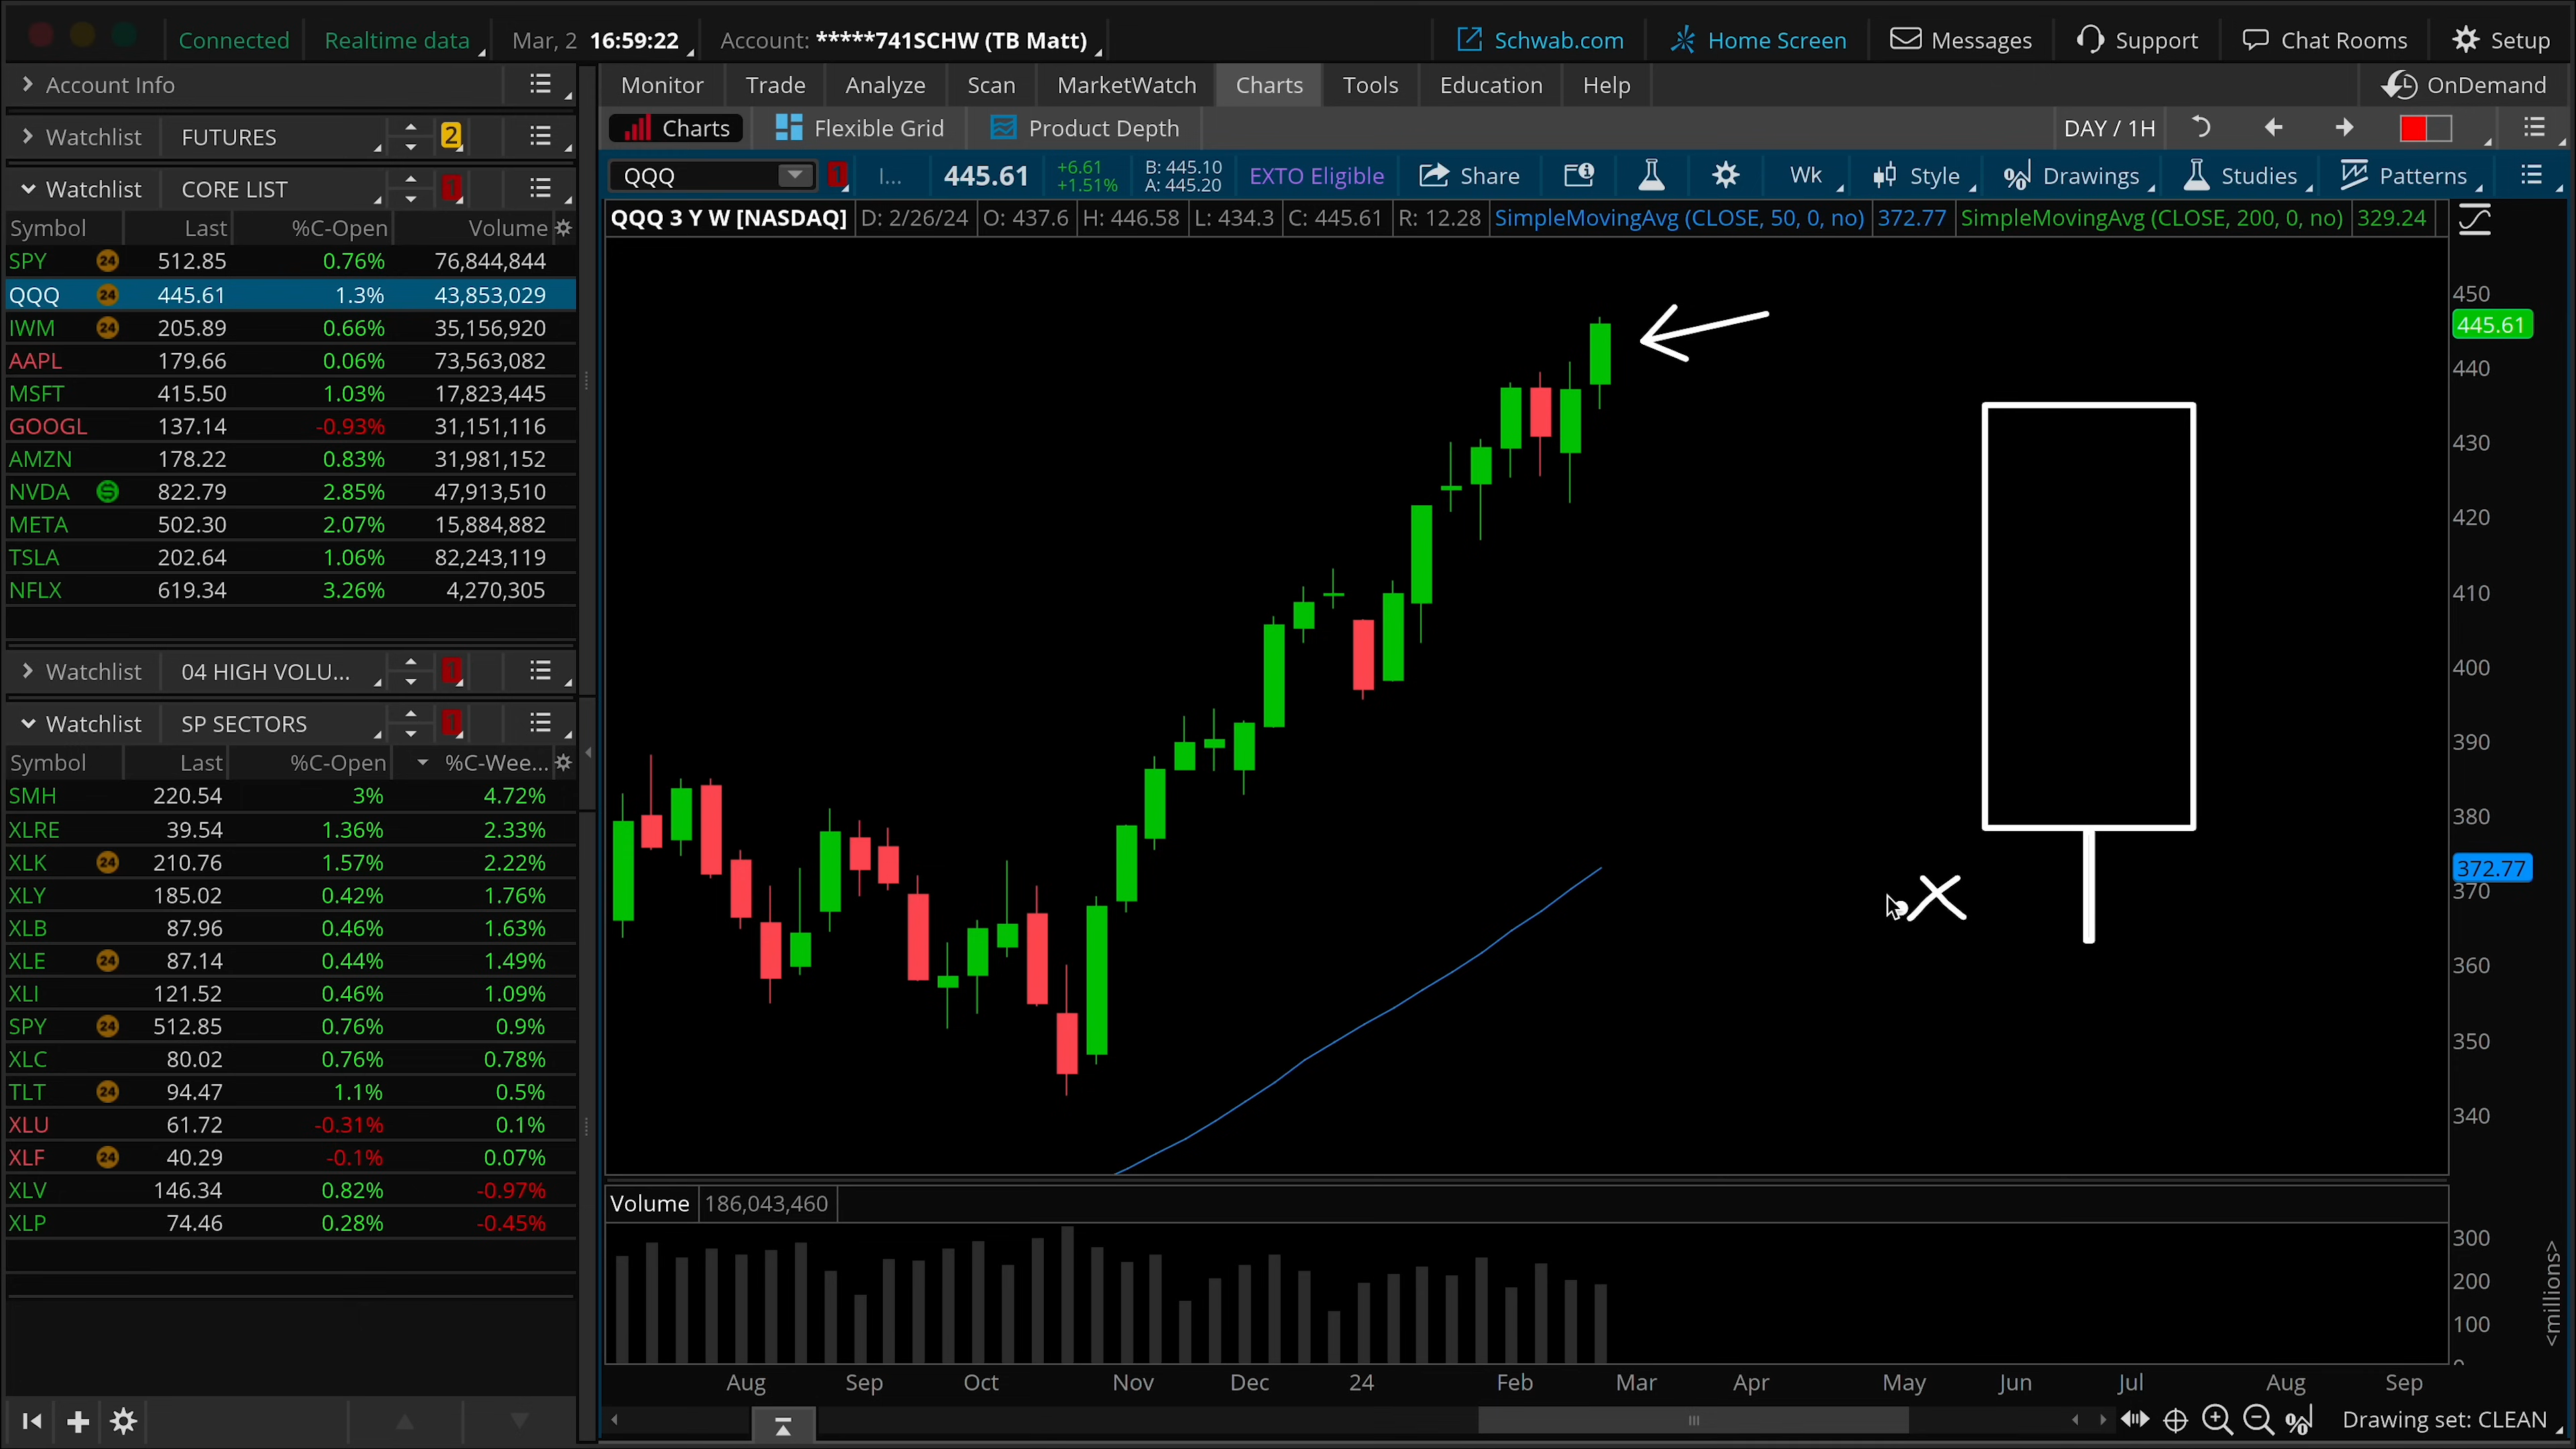 Connected Realtime data Mar, 2 16:59:22 Account: *****741SCHW (TB Matt) Schwab.com Home Screen Messages Support Chat Rooms Setup
Account Info
Monitor Trade Analyze Scan MarketWatch Charts Tools Education Help OnDemand
Watchlist FUTURES 2
Charts Flexible Grid Product Depth DAY / 1H
Watchlist CORE LIST 1
QQQ 1 I... 445.61 +6.61 +1.51% B: 445.10 A: 445.20 EXTO Eligible Share Wk Style Drawings Studies Patterns
QQQ 3 Y W [NASDAQ] D: 2/26/24 O: 437.6 H: 446.58 L: 434.3 C: 445.61 R: 12.28 SimpleMovingAvg (CLOSE, 50, 0, no) 372.77 SimpleMovingAvg (CLOSE, 200, 0, no) 329.24
Symbol Last %C-Open Volume
SPY 24 512.85 0.76% 76,844,844
QQQ 24 445.61 1.3% 43,853,029
IWM 24 205.89 0.66% 35,156,920
AAPL 179.66 0.06% 73,563,082
MSFT 415.50 1.03% 17,823,445
GOOGL 137.14 -0.93% 31,151,116
AMZN 178.22 0.83% 31,981,152
NVDA 822.79 2.85% 47,913,510
META 502.30 2.07% 15,884,882
TSLA 202.64 1.06% 82,243,119
NFLX 619.34 3.26% 4,270,305
Watchlist 04 HIGH VOLU... 1
Watchlist SP SECTORS 1
Symbol Last %C-Open %C-Wee...
SMH 220.54 3% 4.72%
XLRE 39.54 1.36% 2.33%
XLK 24 210.76 1.57% 2.22%
XLY 185.02 0.42% 1.76%
XLB 87.96 0.46% 1.63%
XLE 24 87.14 0.44% 1.49%
XLI 121.52 0.46% 1.09%
SPY 24 512.85 0.76% 0.9%
XLC 80.02 0.76% 0.78%
TLT 24 94.47 1.1% 0.5%
XLU 61.72 -0.31% 0.1%
XLF 24 40.29 -0.1% 0.07%
XLV 146.34 0.82% -0.97%
XLP 74.46 0.28% -0.45%
450
445.61
440
430
420
410
400
390
380
372.77
370
360
350
340
Volume 186,043,460
300
200
100
0
<millions>
Aug Sep Oct Nov Dec 24 Feb Mar Apr May Jun Jul Aug Sep
Drawing set: CLEAN